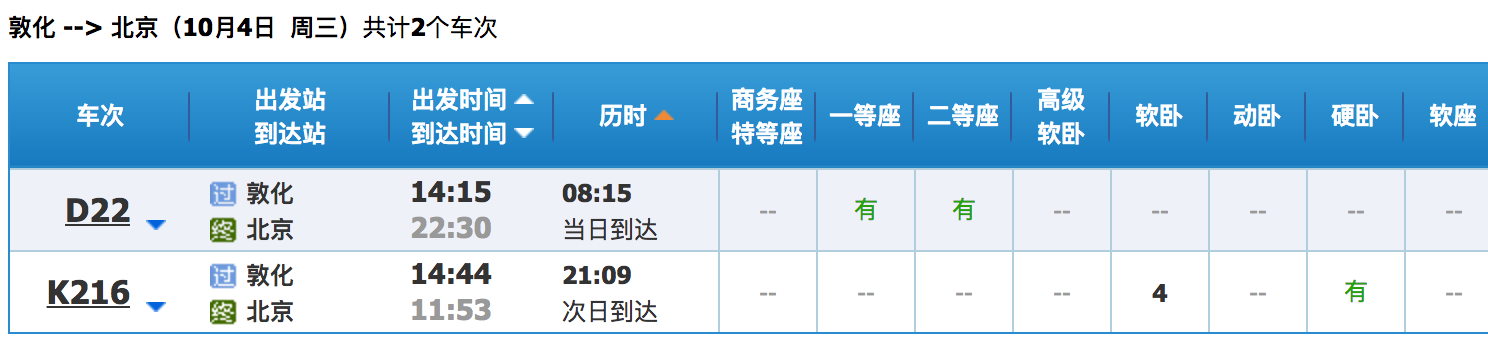 敦化 --> 北京（10月4日 周三）共计2个车次
车次 出发站 出发时间 历时 商务座 一等座 二等座 高级 软卧 动卧 硬卧 软座
到达站 到达时间 特等座 软卧
过 敦化 14:15 08:15
D22 -- 有 有 -- -- -- -- --
终 北京 22:30 当日到达
过 敦化 14:44 21:09
K216 -- -- -- -- 4 -- 有 --
终 北京 11:53 次日到达